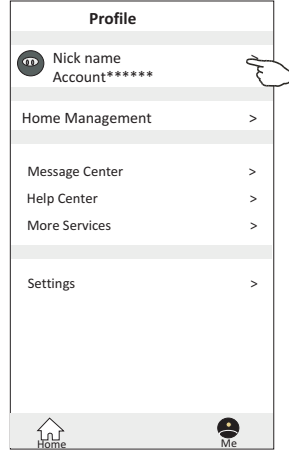 Profile
Nick name
Account******
Home Management >
Message Center >
Help Center >
More Services >
Settings >
Home Me